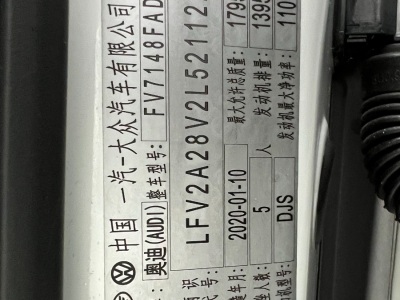 中国 一汽-大众汽车有限公司
奥迪(AUDI) 整车型号: FV7148FAD
LFV2A28V2L52112
2020-01-10 最大允许总质量: 179
5 人 发动机排量: 1395
DJS 发动机最大净功率: 110